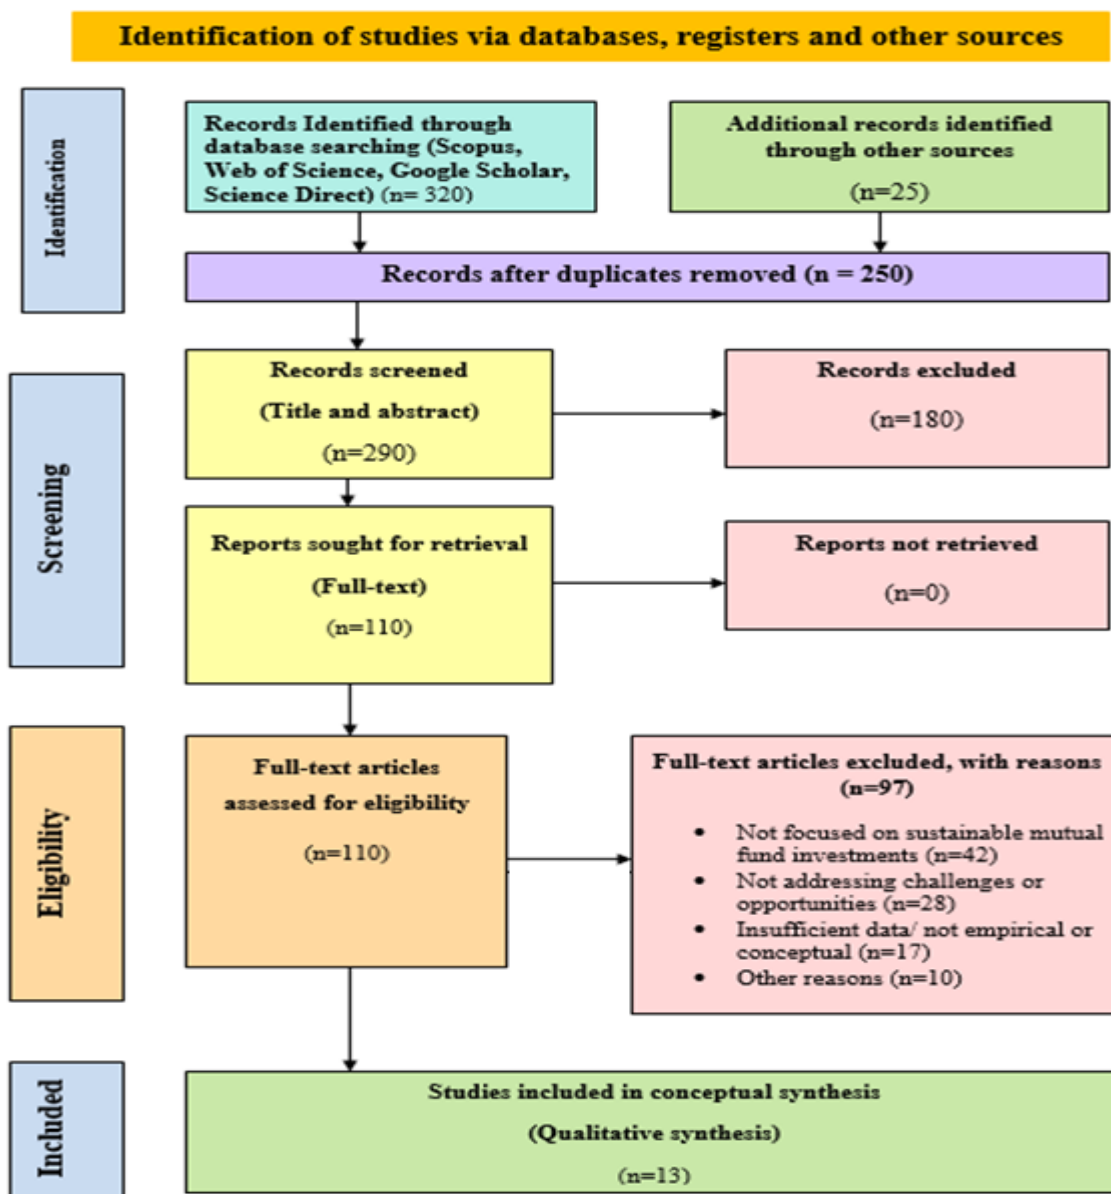 Identification of studies via databases, registers and other sources
Identification
Records Identified through
database searching (Scopus,
Web of Science, Google Scholar,
Science Direct) (n= 320)
Additional records identified
through other sources
(n=25)
Records after duplicates removed (n = 250)
Screening
Records screened
(Title and abstract)
(n=290)
Records excluded
(n=180)
Reports sought for retrieval
(Full-text)
(n=110)
Reports not retrieved
(n=0)
Eligibility
Full-text articles
assessed for eligibility
(n=110)
Full-text articles excluded, with reasons
(n=97)
• Not focused on sustainable mutual
fund investments (n=42)
• Not addressing challenges or
opportunities (n=28)
• Insufficient data/ not empirical or
conceptual (n=17)
• Other reasons (n=10)
Included
Studies included in conceptual synthesis
(Qualitative synthesis)
(n=13)